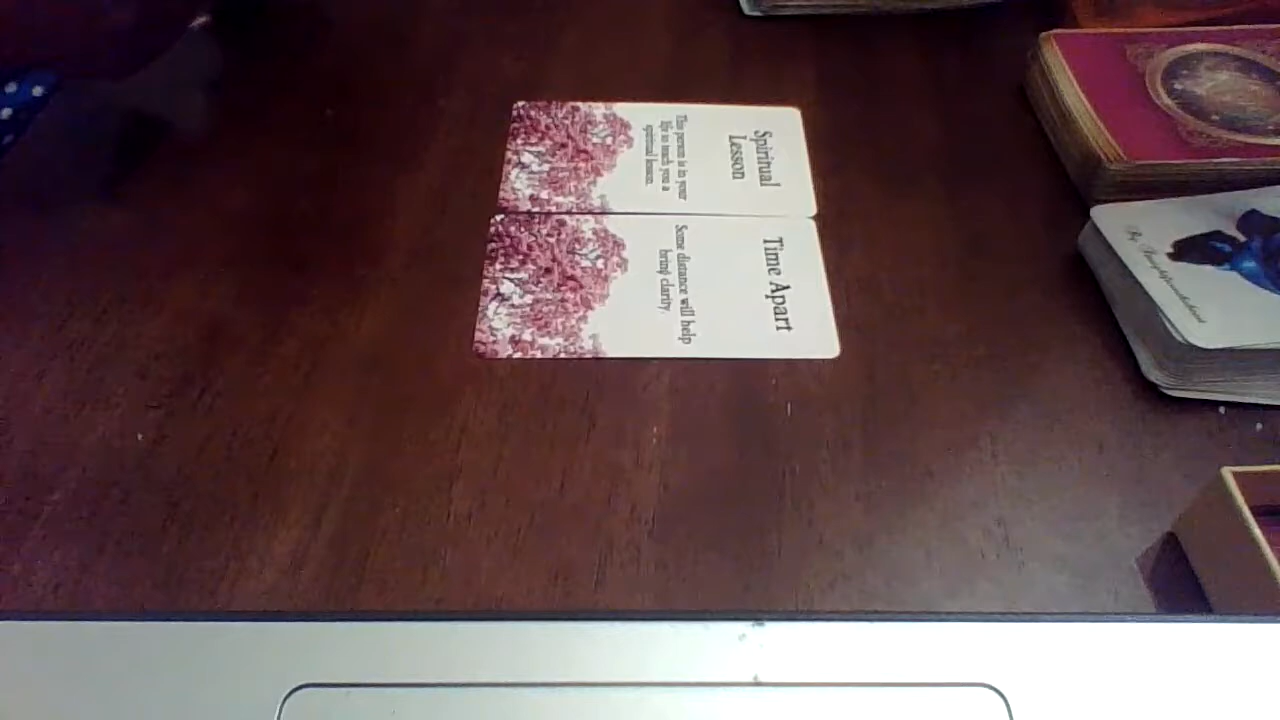 Spiritual
Lesson
This person is in your
life to teach you a
spiritual lesson.
Time Apart
Some distance will help
bring clarity.
By